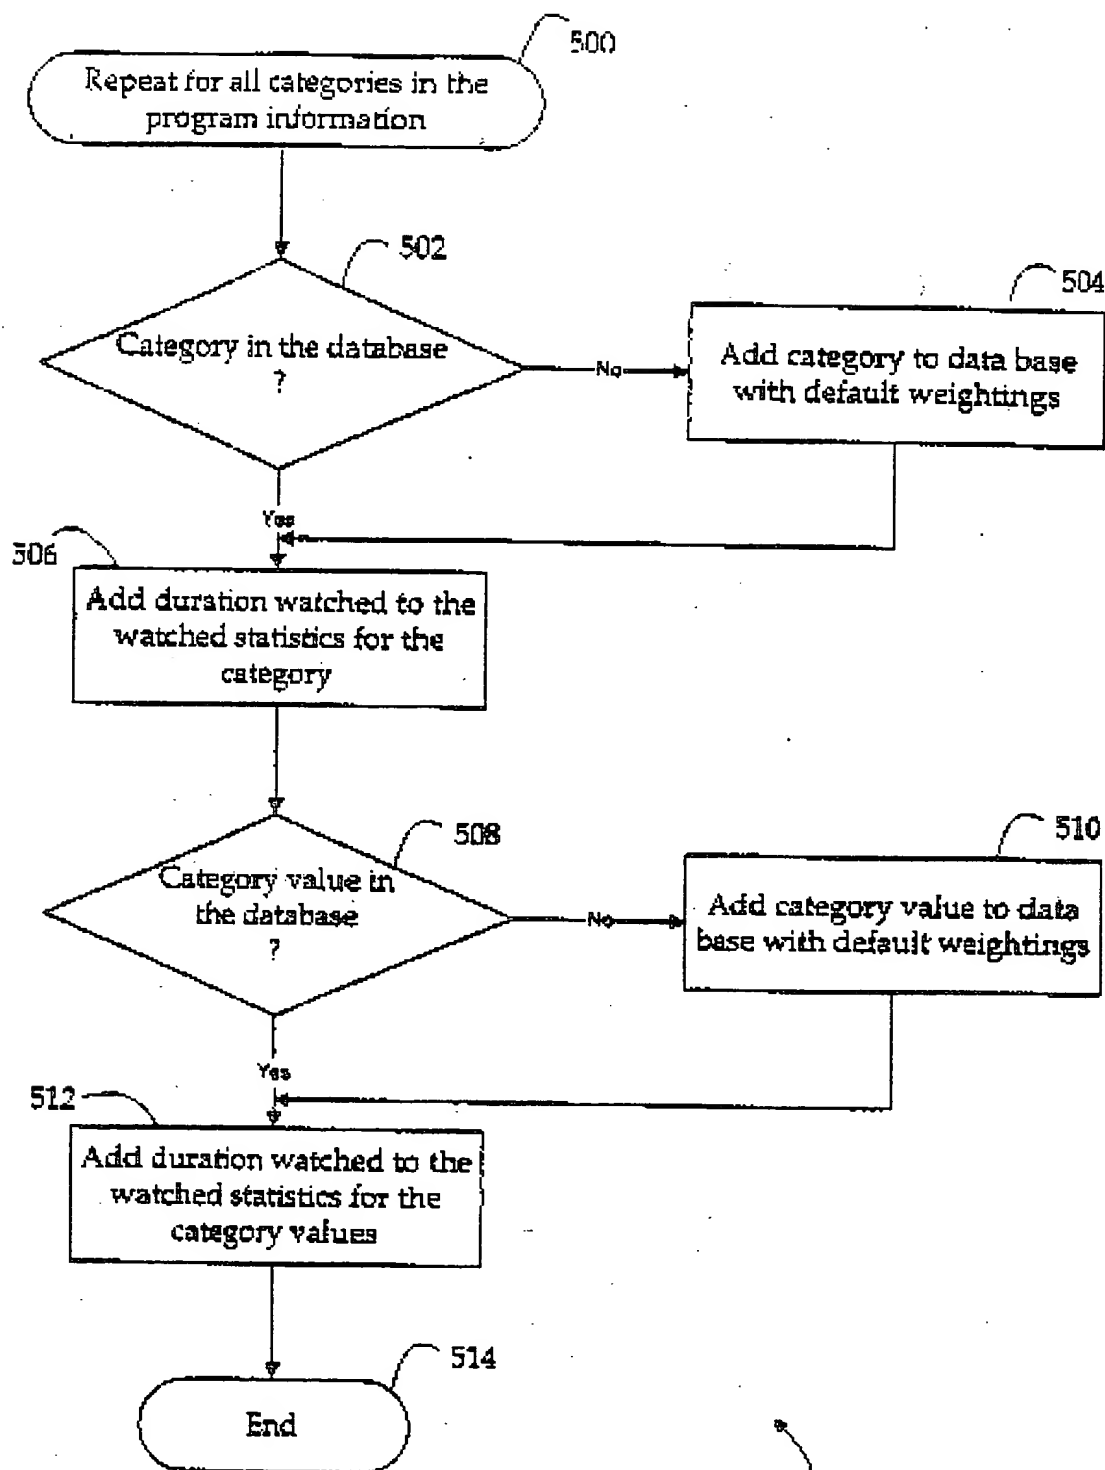 500
Repeat for all categories in the
program information
502
504
Category in the database
?
No
Add category to data base
with default weightings
Yes
506
Add duration watched to the
watched statistics for the
category
508
510
Category value in
the database
?
No
Add category value to data
base with default weightings
Yes
512
Add duration watched to the
watched statistics for the
category values
514
End